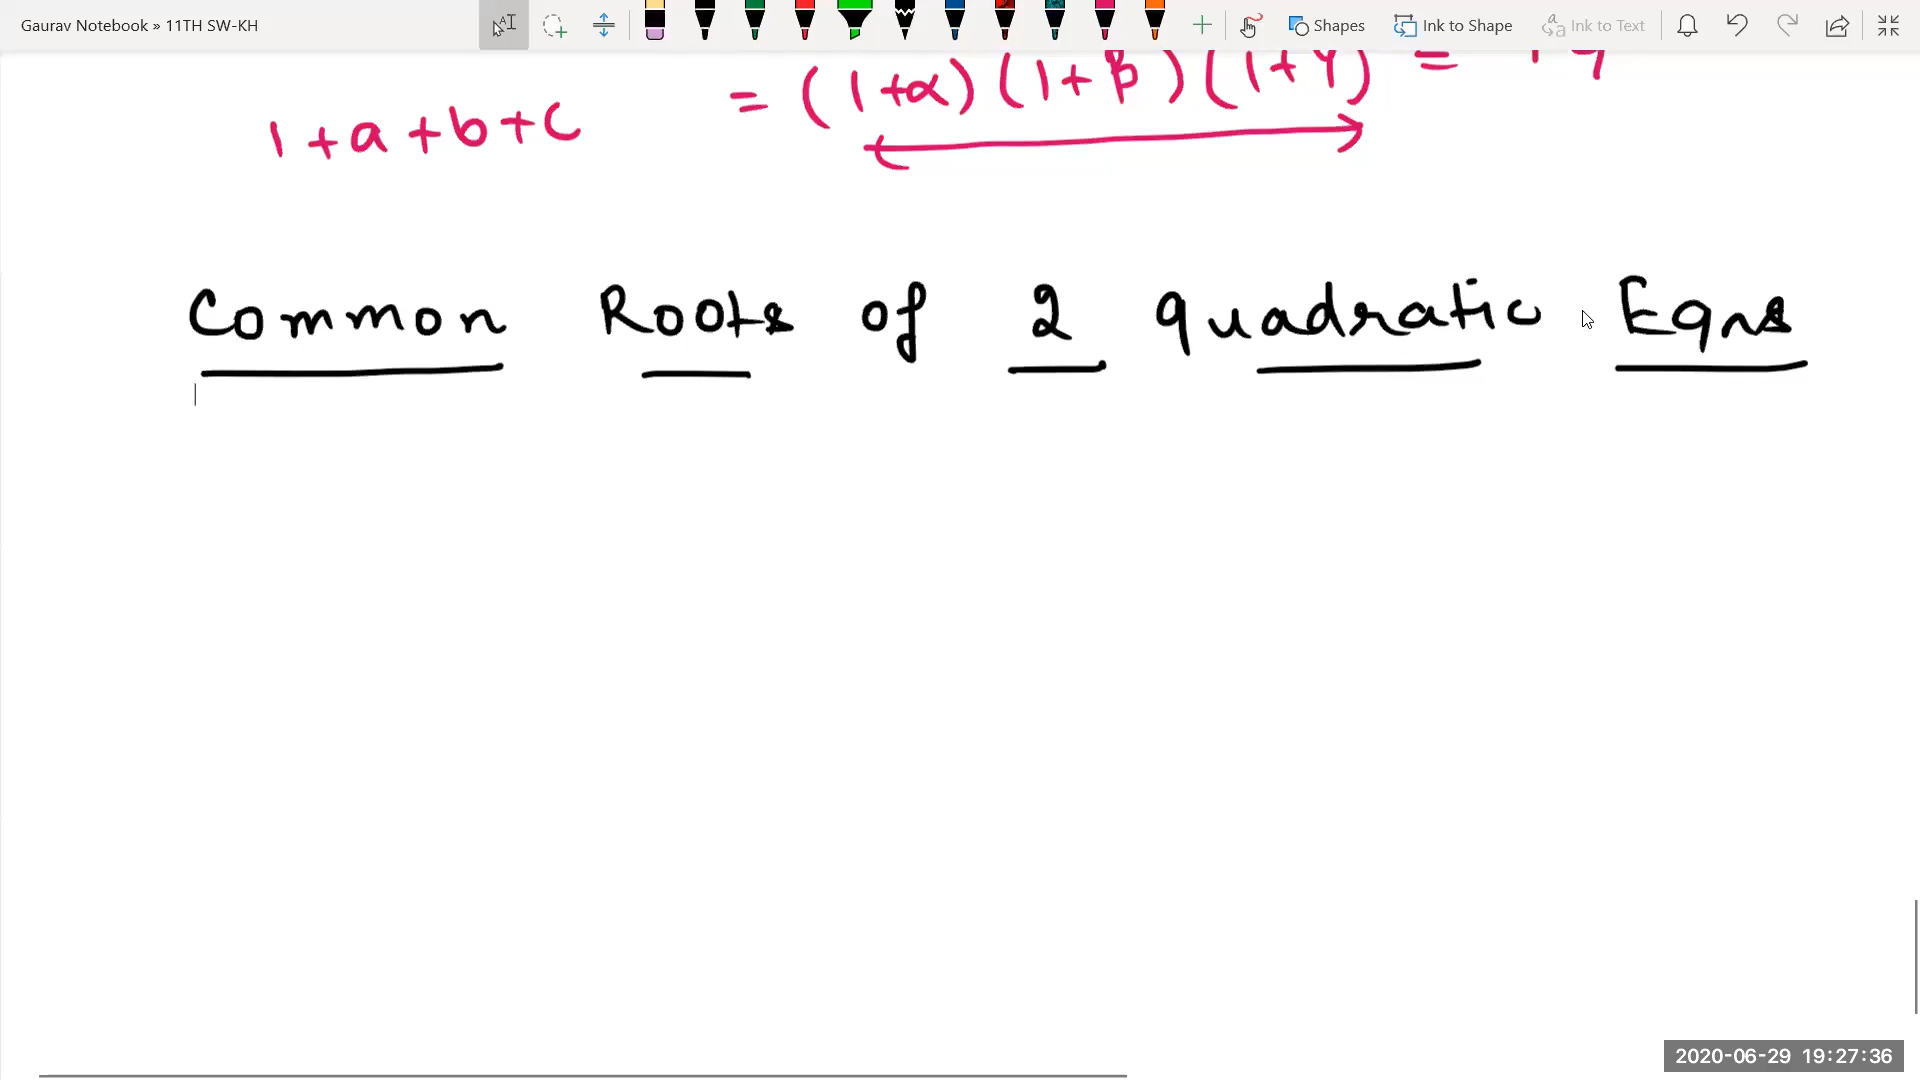 Gaurav Notebook » 11TH SW-KH
Shapes
Ink to Shape
Ink to Text
1+a+b+c = (1+α)(1+β)(1+γ) =
Common Roots of 2 quadratic Eqns
2020-06-29 19:27:36